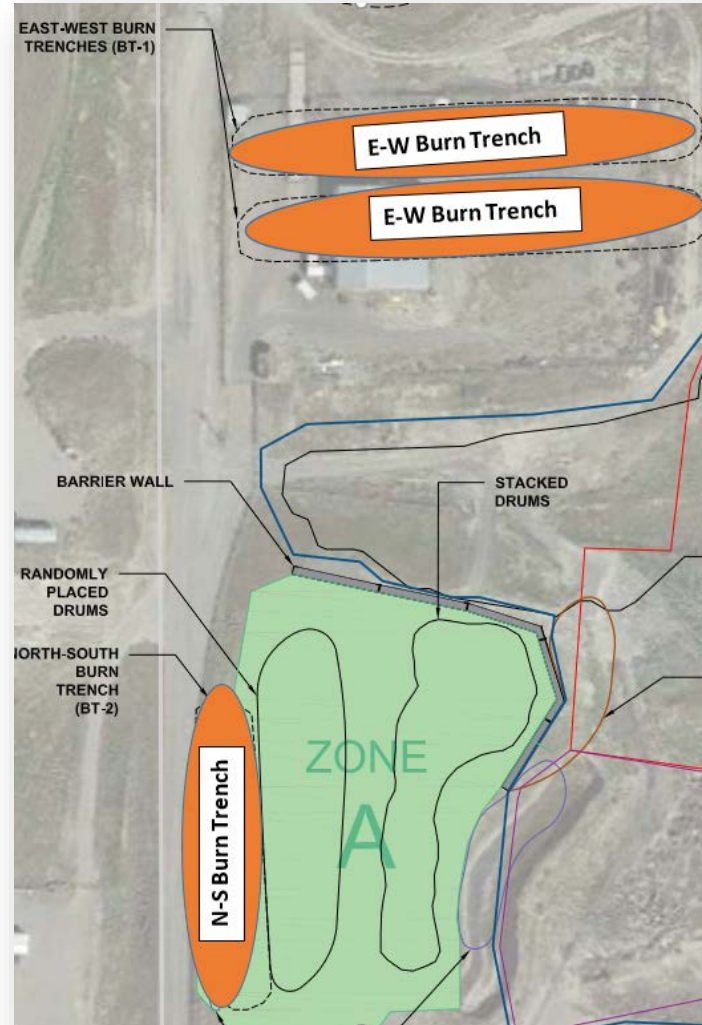 EAST-WEST BURN
TRENCHES (BT-1)
E-W Burn Trench
E-W Burn Trench
BARRIER WALL
STACKED
DRUMS
RANDOMLY
PLACED
DRUMS
NORTH-SOUTH
BURN
TRENCH
(BT-2)
N-S Burn Trench
ZONE
A